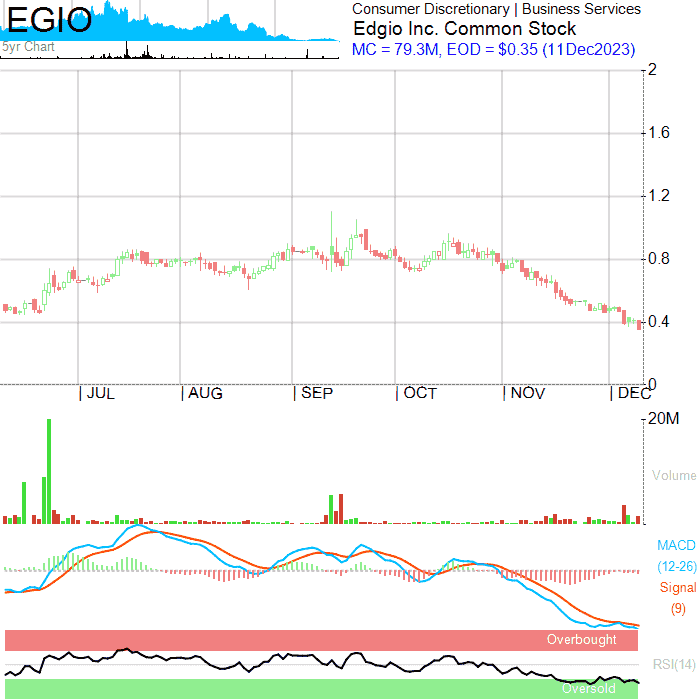 EGIO
5yr Chart
Consumer Discretionary | Business Services
Edgio Inc. Common Stock
MC = 79.3M, EOD = $0.35 (11Dec2023)
2
1.6
1.2
0.8
0.4
0
| JUL | AUG | SEP | OCT | NOV | DEC
20M
Volume
MACD
(12-26)
Signal
(9)
Overbought
RSI(14)
Oversold